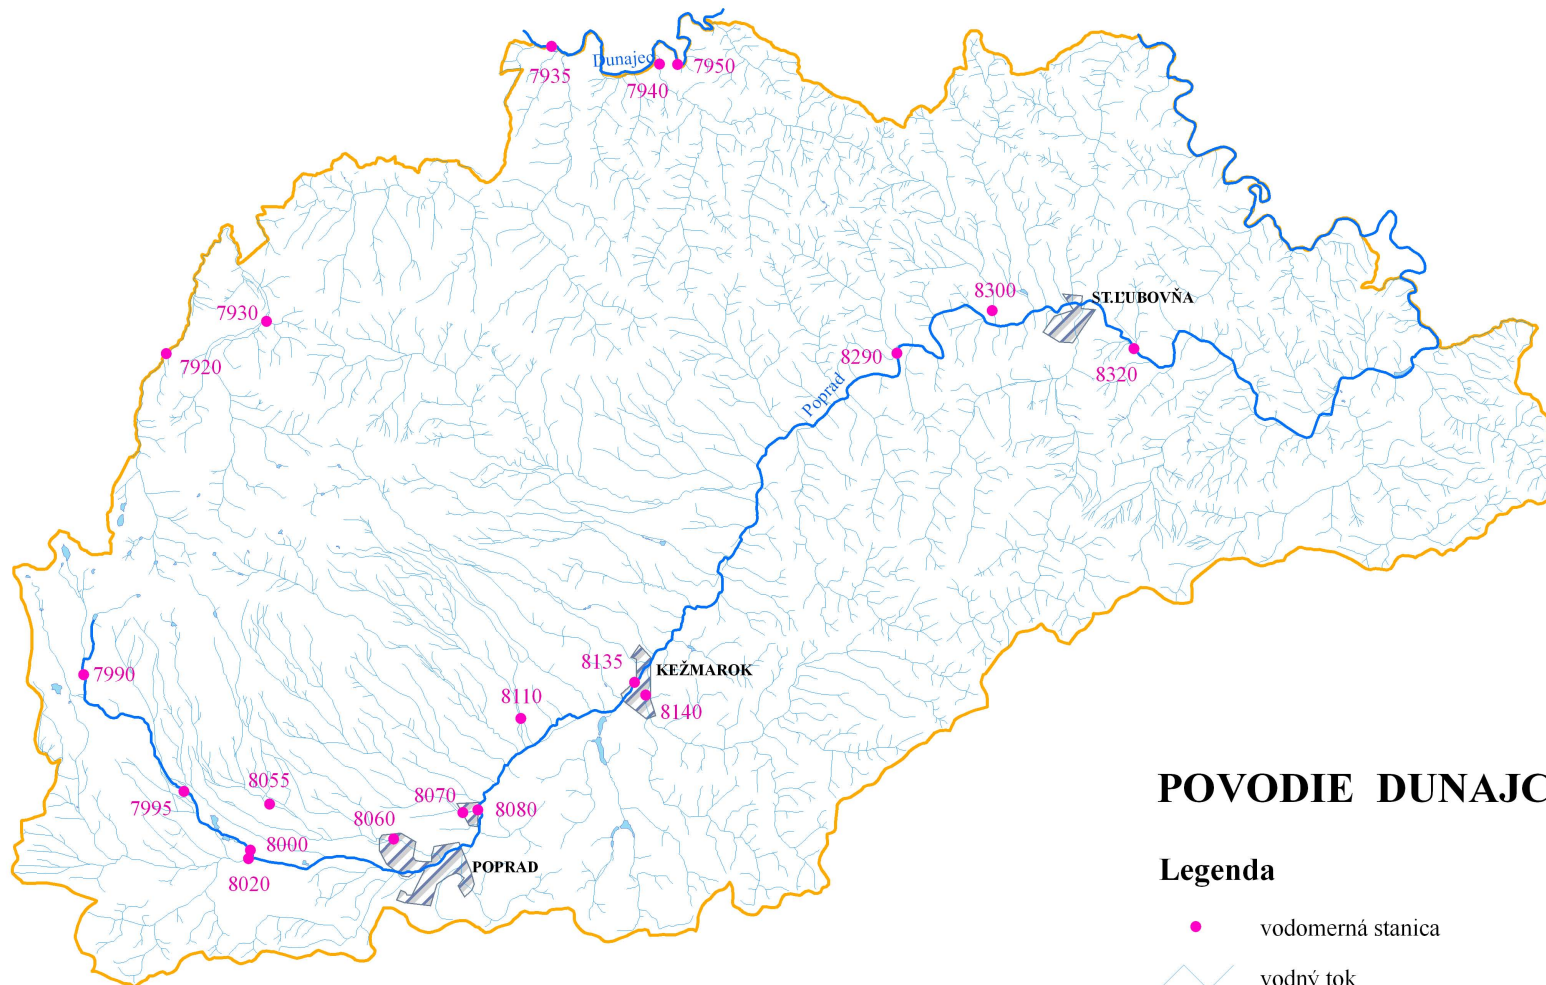 Dunajec
7935
7950
7940
8300
ST.ĽUBOVŇA
7930
7920
8290
8320
Poprad
8135
KEŽMAROK
7990
8110
8140
8055
7995
8070
8080
8060
8000
POPRAD
8020
POVODIE DUNAJC
Legenda
vodomerná stanica
vodný tok